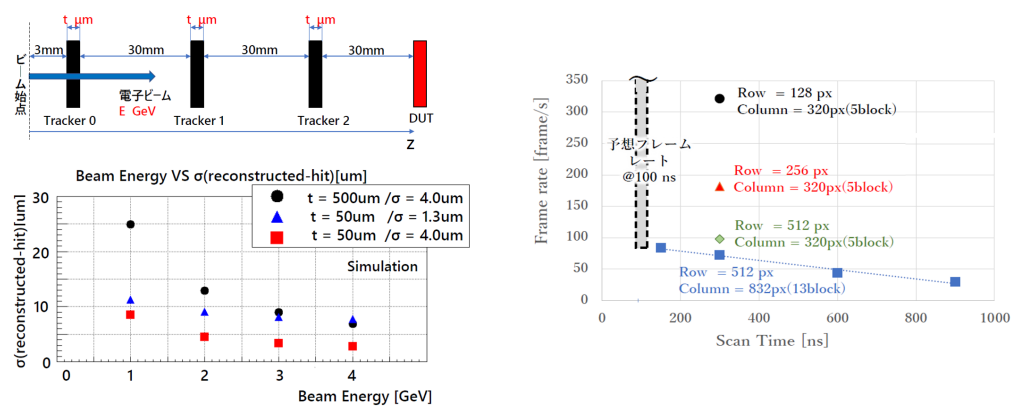 t μm
t μm
t μm
3mm
30mm
30mm
30mm
ビーム始点
電子ビーム
E GeV
Tracker 0
Tracker 1
Tracker 2
DUT
Z
Beam Energy VS σ(reconstructed-hit)[um]
t = 500um /σ = 4.0um
t = 50um /σ = 1.3um
t = 50um /σ = 4.0um
Simulation
σ(reconstructed-hit)[um]
30
20
10
0
0
1
2
3
4
Beam Energy [GeV]
Frame rate [frame/s]
350
300
250
200
150
100
50
0
0
200
400
600
800
1000
Scan Time [ns]
予想フレーム
レート
@100 ns
Row = 128 px
Column = 320px(5block)
Row = 256 px
Column = 320px(5block)
Row = 512 px
Column = 320px(5block)
Row = 512 px
Column = 832px(13block)